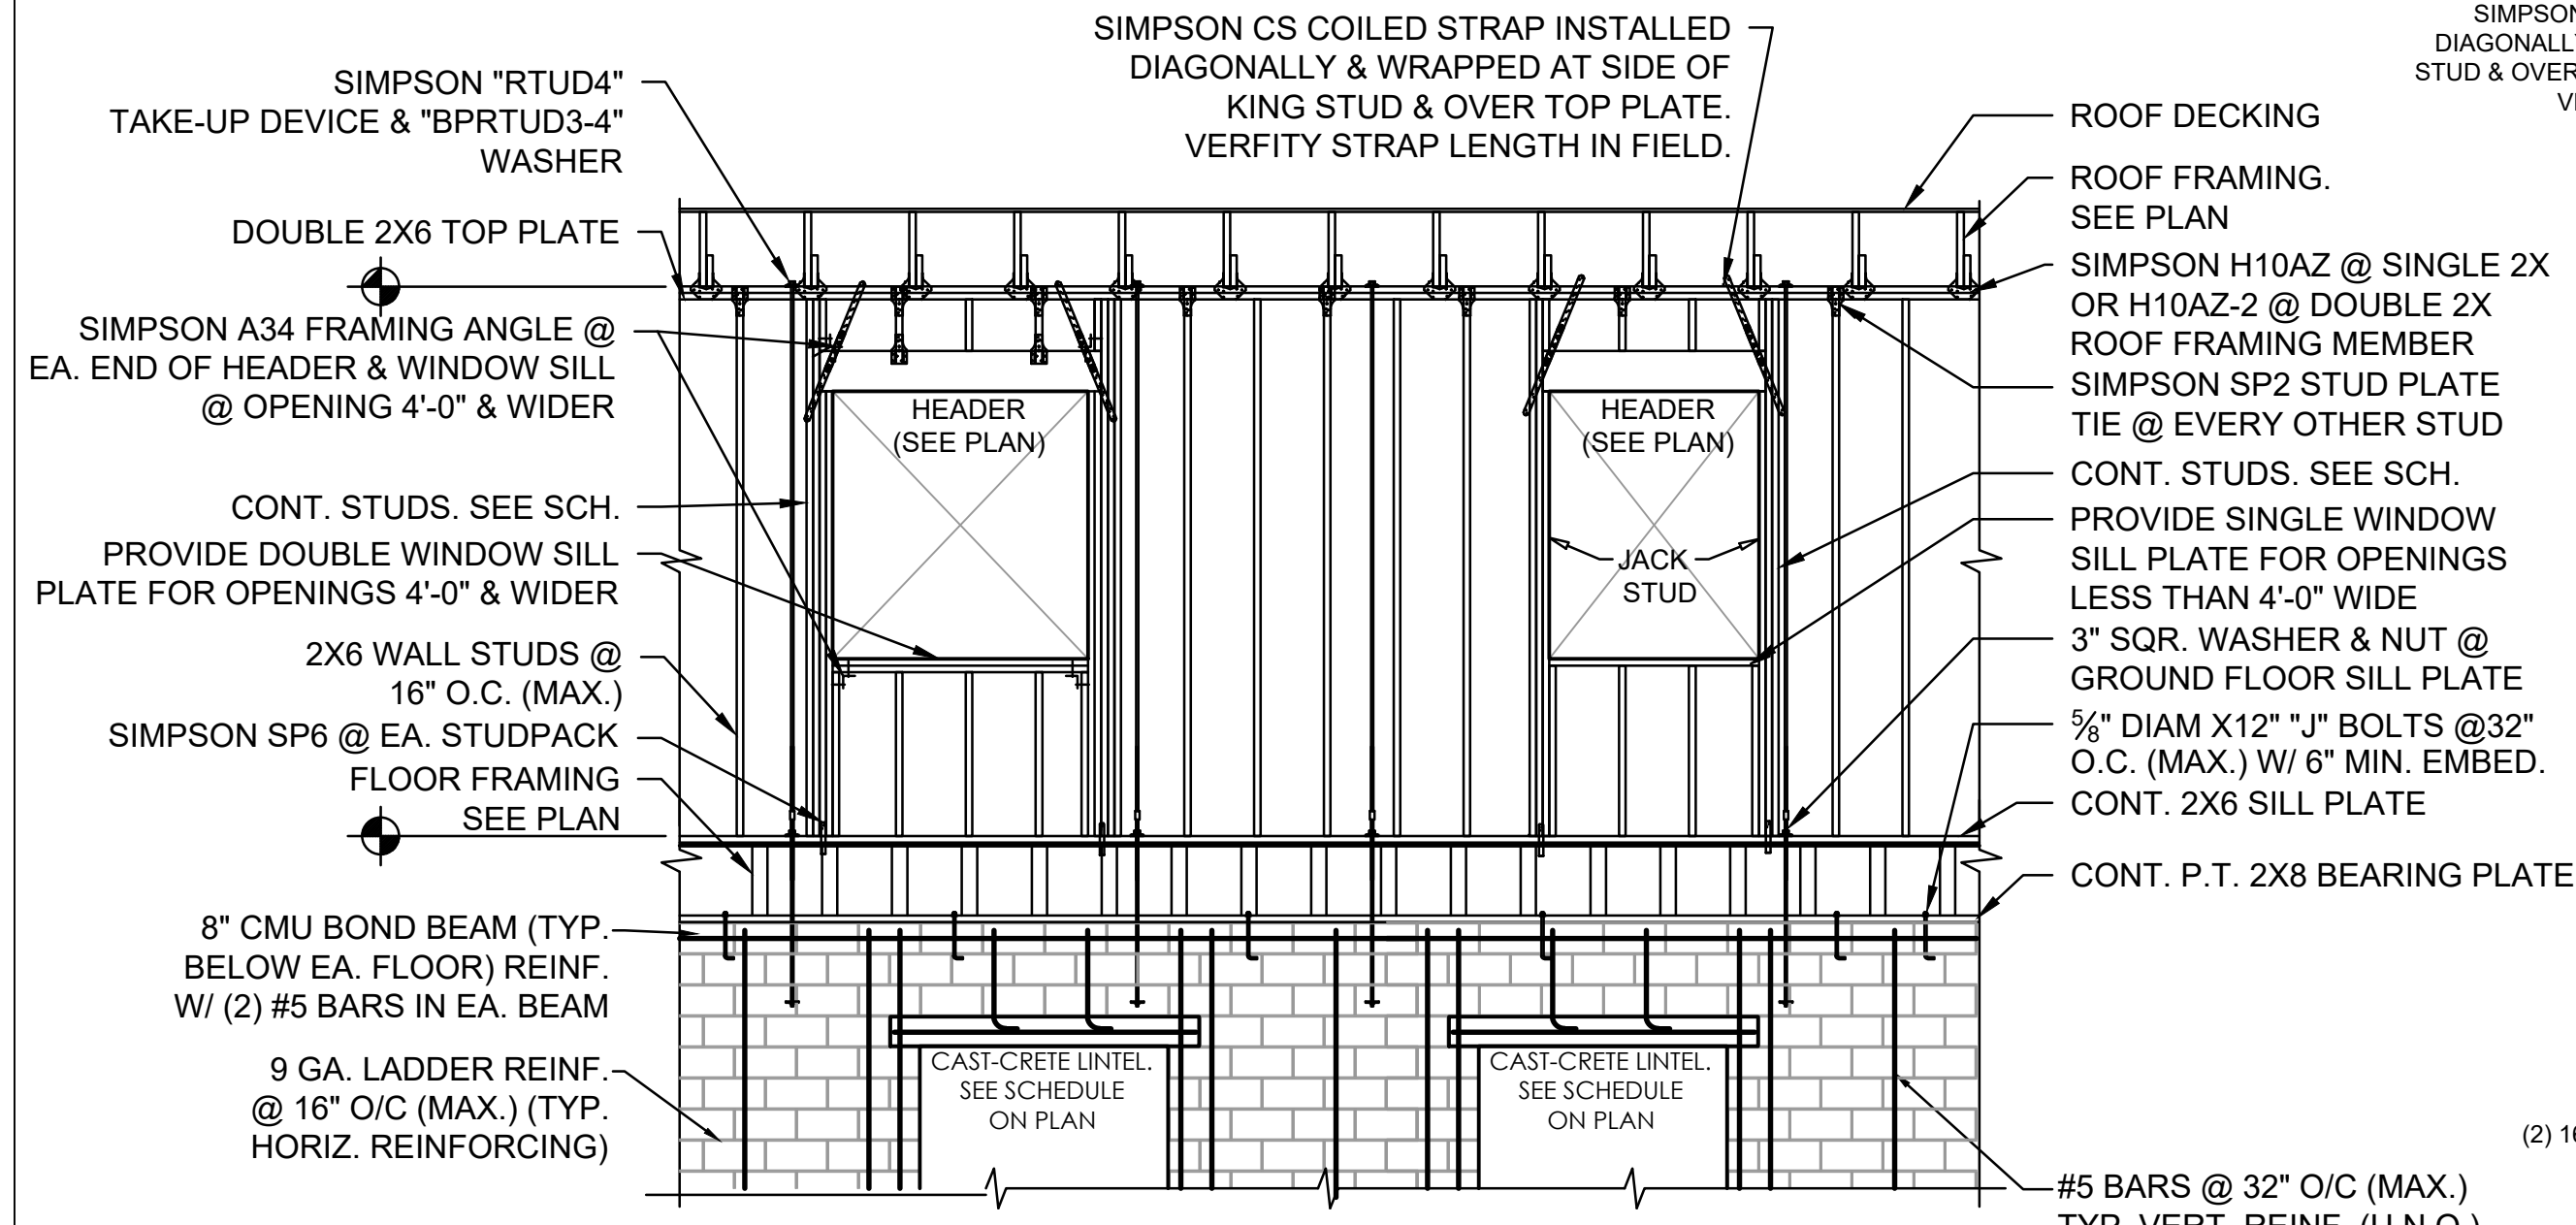 SIMPSON "RTUD4"
TAKE-UP DEVICE & "BPRTUD3-4"
WASHER
DOUBLE 2X6 TOP PLATE
SIMPSON A34 FRAMING ANGLE @
EA. END OF HEADER & WINDOW SILL
@ OPENING 4'-0" & WIDER
CONT. STUDS. SEE SCH.
PROVIDE DOUBLE WINDOW SILL
PLATE FOR OPENINGS 4'-0" & WIDER
2X6 WALL STUDS @
16" O.C. (MAX.)
SIMPSON SP6 @ EA. STUDPACK
FLOOR FRAMING
SEE PLAN
8" CMU BOND BEAM (TYP.
BELOW EA. FLOOR) REINF.
W/ (2) #5 BARS IN EA. BEAM
9 GA. LADDER REINF.
@ 16" O/C (MAX.) (TYP.
HORIZ. REINFORCING)
SIMPSON CS COILED STRAP INSTALLED
DIAGONALLY & WRAPPED AT SIDE OF
KING STUD & OVER TOP PLATE.
VERFITY STRAP LENGTH IN FIELD.
HEADER
(SEE PLAN)
HEADER
(SEE PLAN)
JACK
STUD
CAST-CRETE LINTEL.
SEE SCHEDULE
ON PLAN
CAST-CRETE LINTEL.
SEE SCHEDULE
ON PLAN
SIMPSON
DIAGONALLY
STUD & OVER
ROOF DECKING
ROOF FRAMING.
SEE PLAN
SIMPSON H10AZ @ SINGLE 2X
OR H10AZ-2 @ DOUBLE 2X
ROOF FRAMING MEMBER
SIMPSON SP2 STUD PLATE
TIE @ EVERY OTHER STUD
CONT. STUDS. SEE SCH.
PROVIDE SINGLE WINDOW
SILL PLATE FOR OPENINGS
LESS THAN 4'-0" WIDE
3" SQR. WASHER & NUT @
GROUND FLOOR SILL PLATE
⅝" DIAM X12" "J" BOLTS @32"
O.C. (MAX.) W/ 6" MIN. EMBED.
CONT. 2X6 SILL PLATE
CONT. P.T. 2X8 BEARING PLATE
(2) 16
#5 BARS @ 32" O/C (MAX.)
TYP. VERT. REINF. (U.N.O.)